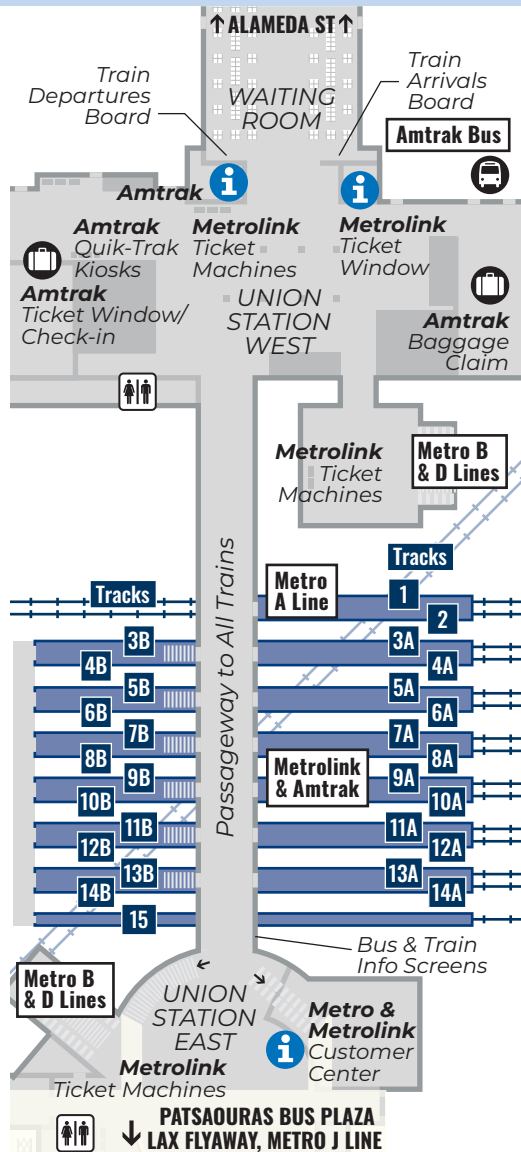 ↑ ALAMEDA ST ↑
Train
Departures
Board
WAITING
ROOM
Train
Arrivals
Board
Amtrak Bus
Amtrak
Amtrak
Quik-Trak
Kiosks
Metrolink
Ticket
Machines
Metrolink
Ticket
Window
Amtrak
Ticket Window/
Check-in
UNION
STATION
WEST
Amtrak
Baggage
Claim
Metrolink
Ticket
Machines
Metro B
& D Lines
Passageway to All Trains
Tracks
Tracks
Metro
A Line
1
2
3B
3A
4B
4A
5B
5A
6B
6A
7B
7A
8B
8A
Metrolink
& Amtrak
9B
9A
10B
10A
11B
11A
12B
12A
13B
13A
14B
14A
15
Bus & Train
Info Screens
Metro B
& D Lines
UNION
STATION
EAST
Metro &
Metrolink
Customer
Center
Metrolink
Ticket Machines
↓ PATSAOURAS BUS PLAZA
LAX FLYAWAY, METRO J LINE